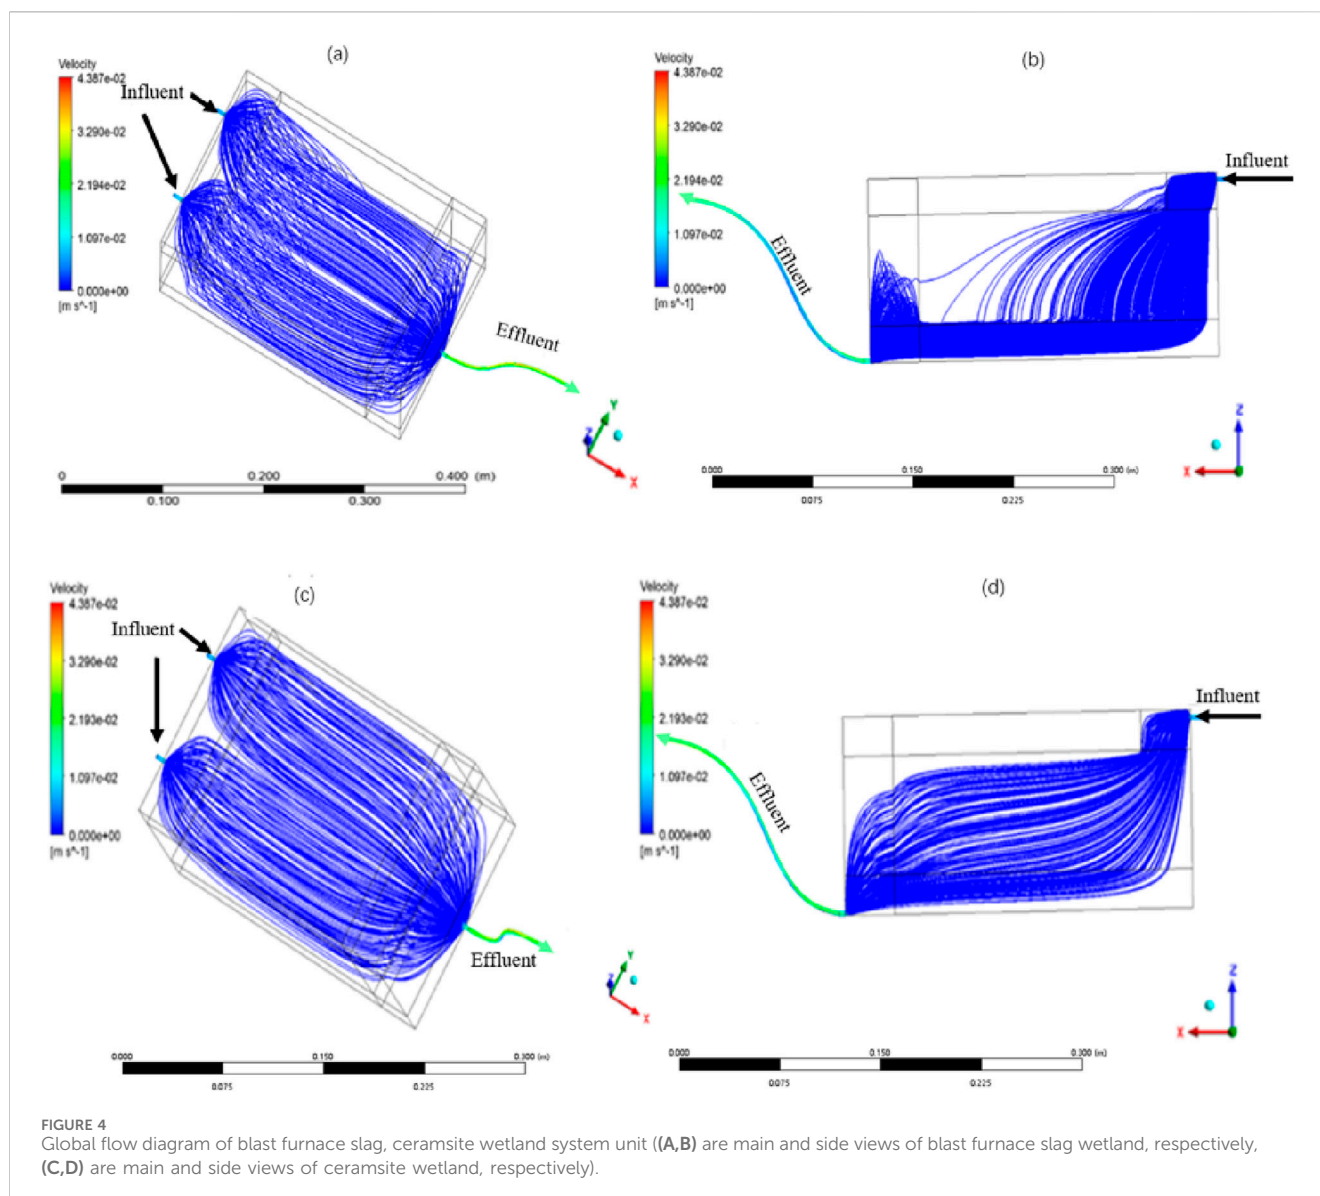 (a)
Velocity
4.387e-02
3.290e-02
2.194e-02
1.097e-02
0.000e+00
[m s^-1]
Influent
Effluent
Y
Z
X
0
0.200
0.400 (m)
0.100
0.300
(b)
Velocity
4.387e-02
3.290e-02
2.194e-02
1.097e-02
0.000e+00
[m s^-1]
Influent
Effluent
Z
X
0.000
0.150
0.300 (m)
0.075
0.225
(c)
Velocity
4.387e-02
3.290e-02
2.193e-02
1.097e-02
0.000e+00
[m s^-1]
Influent
Effluent
Y
Z
X
0.000
0.150
0.300 (m)
0.075
0.225
(d)
Velocity
4.387e-02
3.290e-02
2.193e-02
1.097e-02
0.000e+00
[m s^-1]
Influent
Effluent
Z
X
0.000
0.150
0.300 (m)
0.075
0.225
FIGURE 4
Global flow diagram of blast furnace slag, ceramsite wetland system unit ((A,B) are main and side views of blast furnace slag wetland, respectively,
(C,D) are main and side views of ceramsite wetland, respectively).